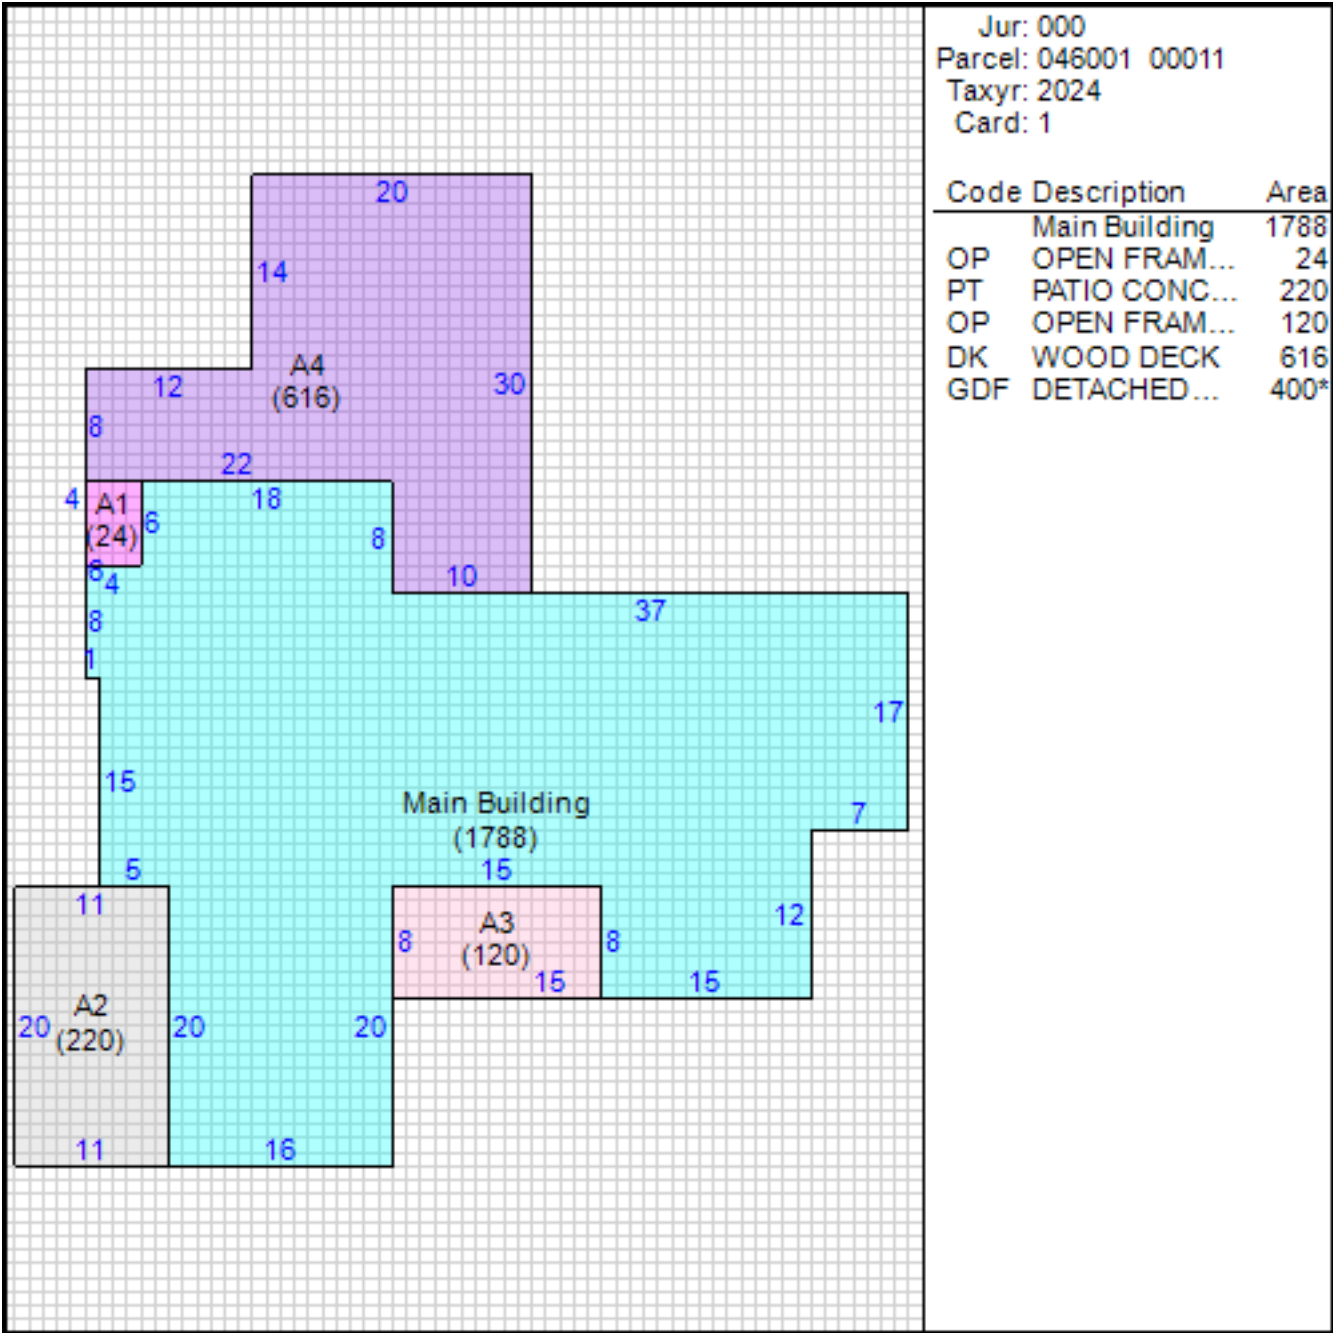 Jur: 000
Parcel: 046001 00011
Taxyr: 2024
Card: 1
Code Description Area
Main Building 1788
OP OPEN FRAM... 24
PT PATIO CONC... 220
OP OPEN FRAM... 120
DK WOOD DECK 616
GDF DETACHED... 400*
20
14
A4
(616)
12
30
8
22
4
A1
(24)
18
6
8
6
4
10
8
37
1
17
15
Main Building
(1788)
7
5
15
11
A3
(120)
12
8
8
15
15
A2
(220)
20
20
20
11
16